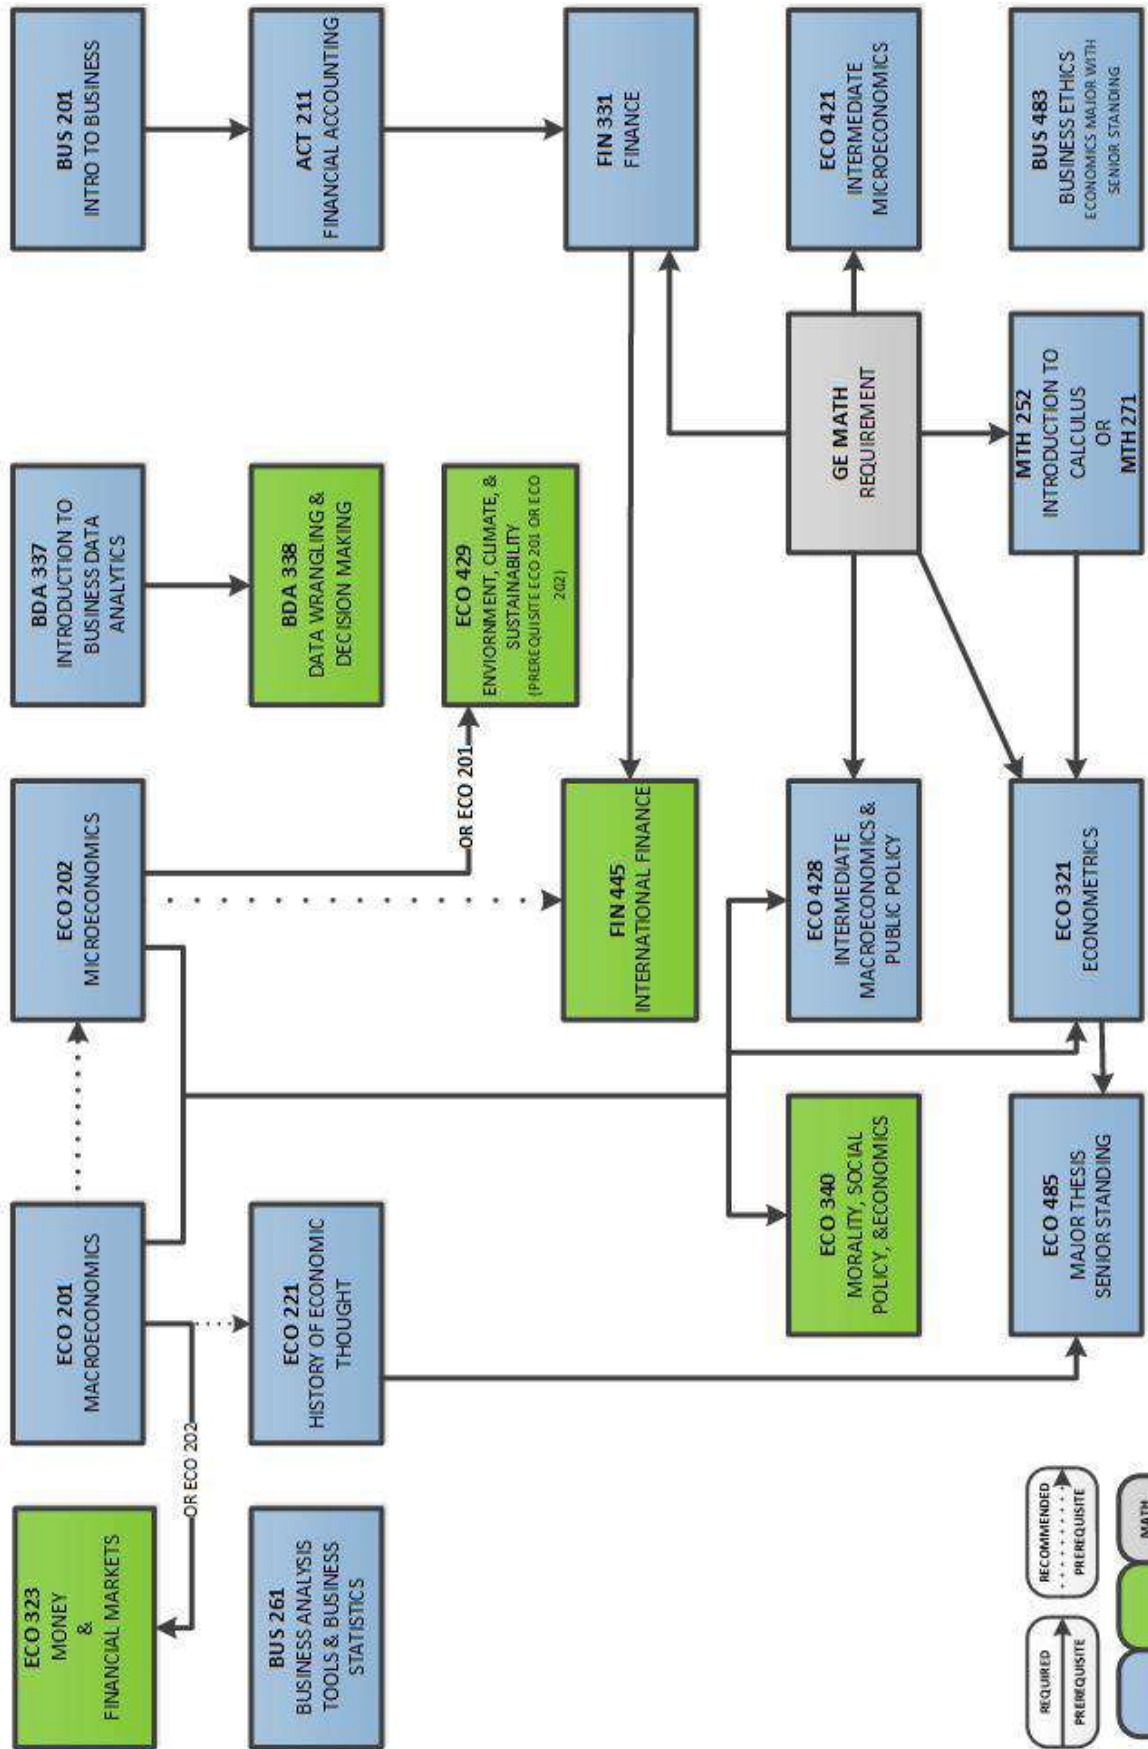 ECO 323
MONEY
&
FINANCIAL MARKETS
ECO 201
MACROECONOMICS
ECO 202
MICROECONOMICS
BDA 337
INTRODUCTION TO
BUSINESS DATA
ANALYTICS
BUS 201
INTRO TO BUSINESS
OR ECO 202
BUS 261
BUSINESS ANALYSIS
TOOLS & BUSINESS
STATISTICS
ECO 221
HISTORY OF ECONOMIC
THOUGHT
BDA 338
DATA WRANGLING &
DECISION MAKING
ACT 211
FINANCIAL ACCOUNTING
OR ECO 201
ECO 429
ENVIORNMENT, CLIMATE, &
SUSTAINABILITY
(PREREQUISITE ECO 201 OR ECO
202)
FIN 445
INTERNATIONAL FINANCE
FIN 331
FINANCE
ECO 340
MORALITY, SOCIAL
POLICY, &ECONOMICS
ECO 428
INTERMEDIATE
MACROECONOMICS &
PUBLIC POLICY
GE MATH
REQUIREMENT
ECO 421
INTERMEDIATE
MICROECONOMICS
ECO 485
MAJOR THESIS
SENIOR STANDING
ECO 321
ECONOMETRICS
MTH 252
INTRODUCTION TO
CALCULUS
OR
MTH 271
BUS 483
BUSINESS ETHICS
ECONOMICS MAJOR WITH
SENIOR STANDING
REQUIRED
PREREQUISITE
RECOMMENDED
PREREQUISITE
MATH